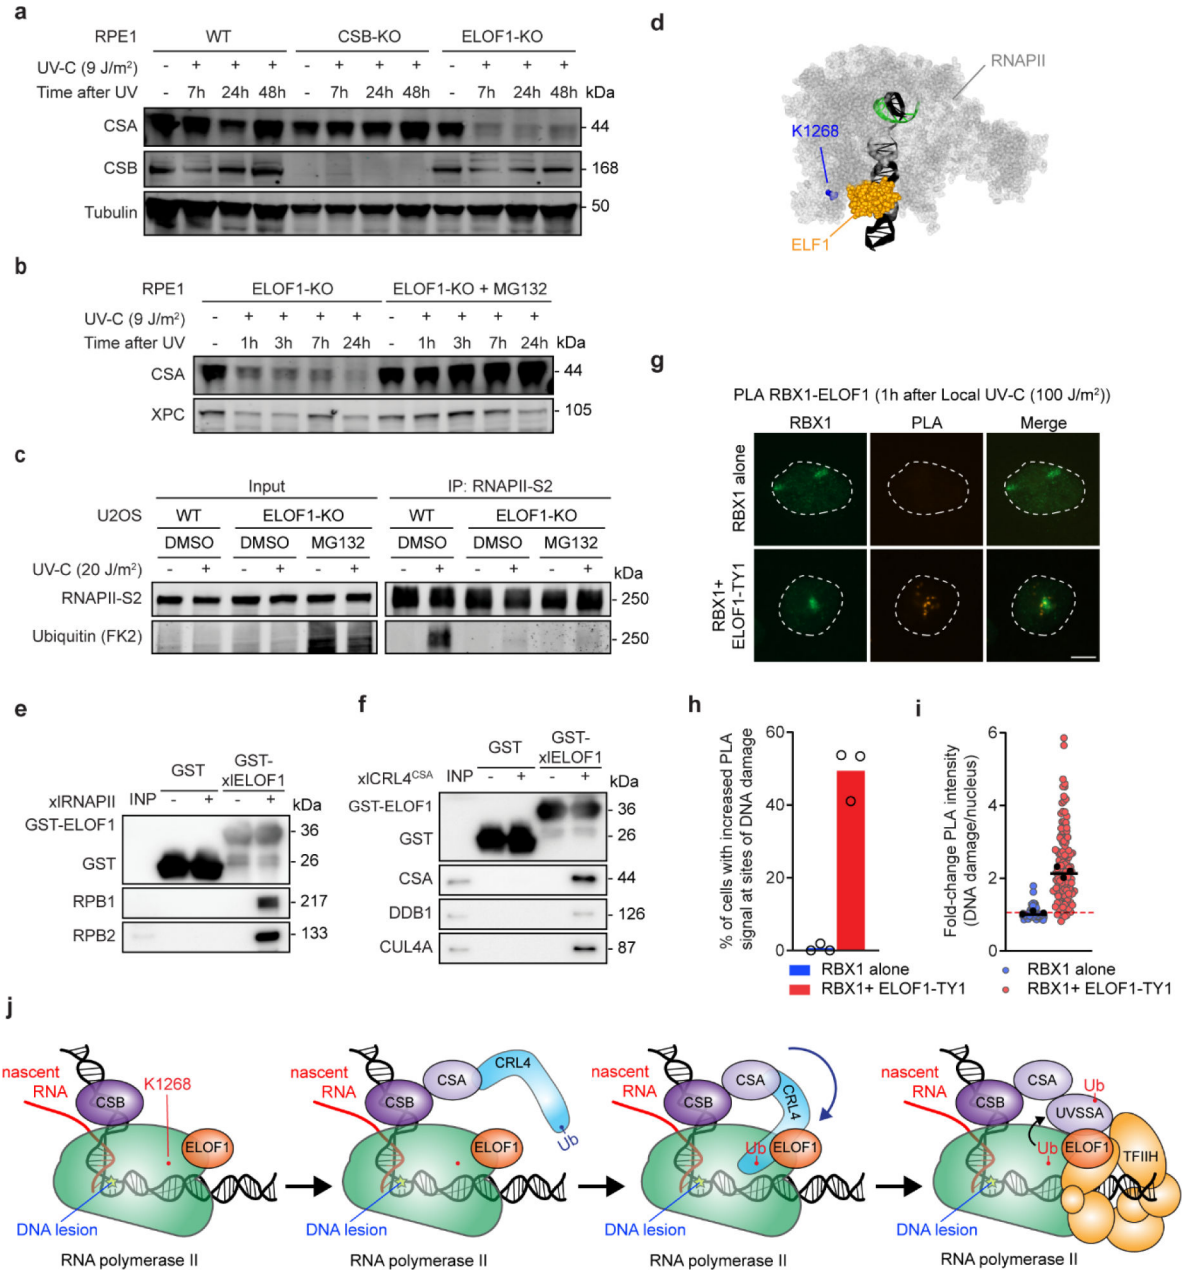 a
RPE1 WT CSB-KO ELOF1-KO
UV-C (9 J/m²) - + + + - + + + - + + +
Time after UV 7h 24h 48h 7h 24h 48h 7h 24h 48h kDa
CSA - 44
CSB - 168
Tubulin - 50
b
RPE1 ELOF1-KO ELOF1-KO + MG132
UV-C (9 J/m²) - + + + + - + + + +
Time after UV - 1h 3h 7h 24h - 1h 3h 7h 24h kDa
CSA - 44
XPC - 105
c
Input IP: RNAPII-S2
U2OS WT ELOF1-KO WT ELOF1-KO
DMSO DMSO MG132 DMSO DMSO MG132
UV-C (20 J/m²) - + - + - + - + - + - + kDa
RNAPII-S2 - 250
Ubiquitin (FK2) - 250
d
RNAPII
K1268
ELF1
g
PLA RBX1-ELOF1 (1h after Local UV-C (100 J/m²))
RBX1 PLA Merge
RBX1 alone
RBX1+
ELOF1-TY1
e
GST GST-
xlELOF1
xlRNAPII INP - + - + kDa
GST-ELOF1 - 36
GST - 26
RPB1 - 217
RPB2 - 133
f
GST GST-
xlELOF1
xlCRL4CSA INP - + - + kDa
GST-ELOF1 - 36
GST - 26
CSA - 44
DDB1 - 126
CUL4A - 87
h
% of cells with increased PLA
signal at sites of DNA damage
60
40
20
0
RBX1 alone
RBX1+ ELOF1-TY1
i
Fold-change PLA intensity
(DNA damage/nucleus)
6
4
2
0
RBX1 alone
RBX1+ ELOF1-TY1
j
nascent
RNA
K1268
CSB
ELOF1
DNA lesion
RNA polymerase II
nascent
RNA
CSB
CSA
CRL4
Ub
ELOF1
DNA lesion
RNA polymerase II
nascent
RNA
CSB
CSA
CRL4
Ub
ELOF1
DNA lesion
RNA polymerase II
nascent
RNA
CSB
CSA
Ub
UVSSA
Ub
ELOF1
TFIIH
DNA lesion
RNA polymerase II